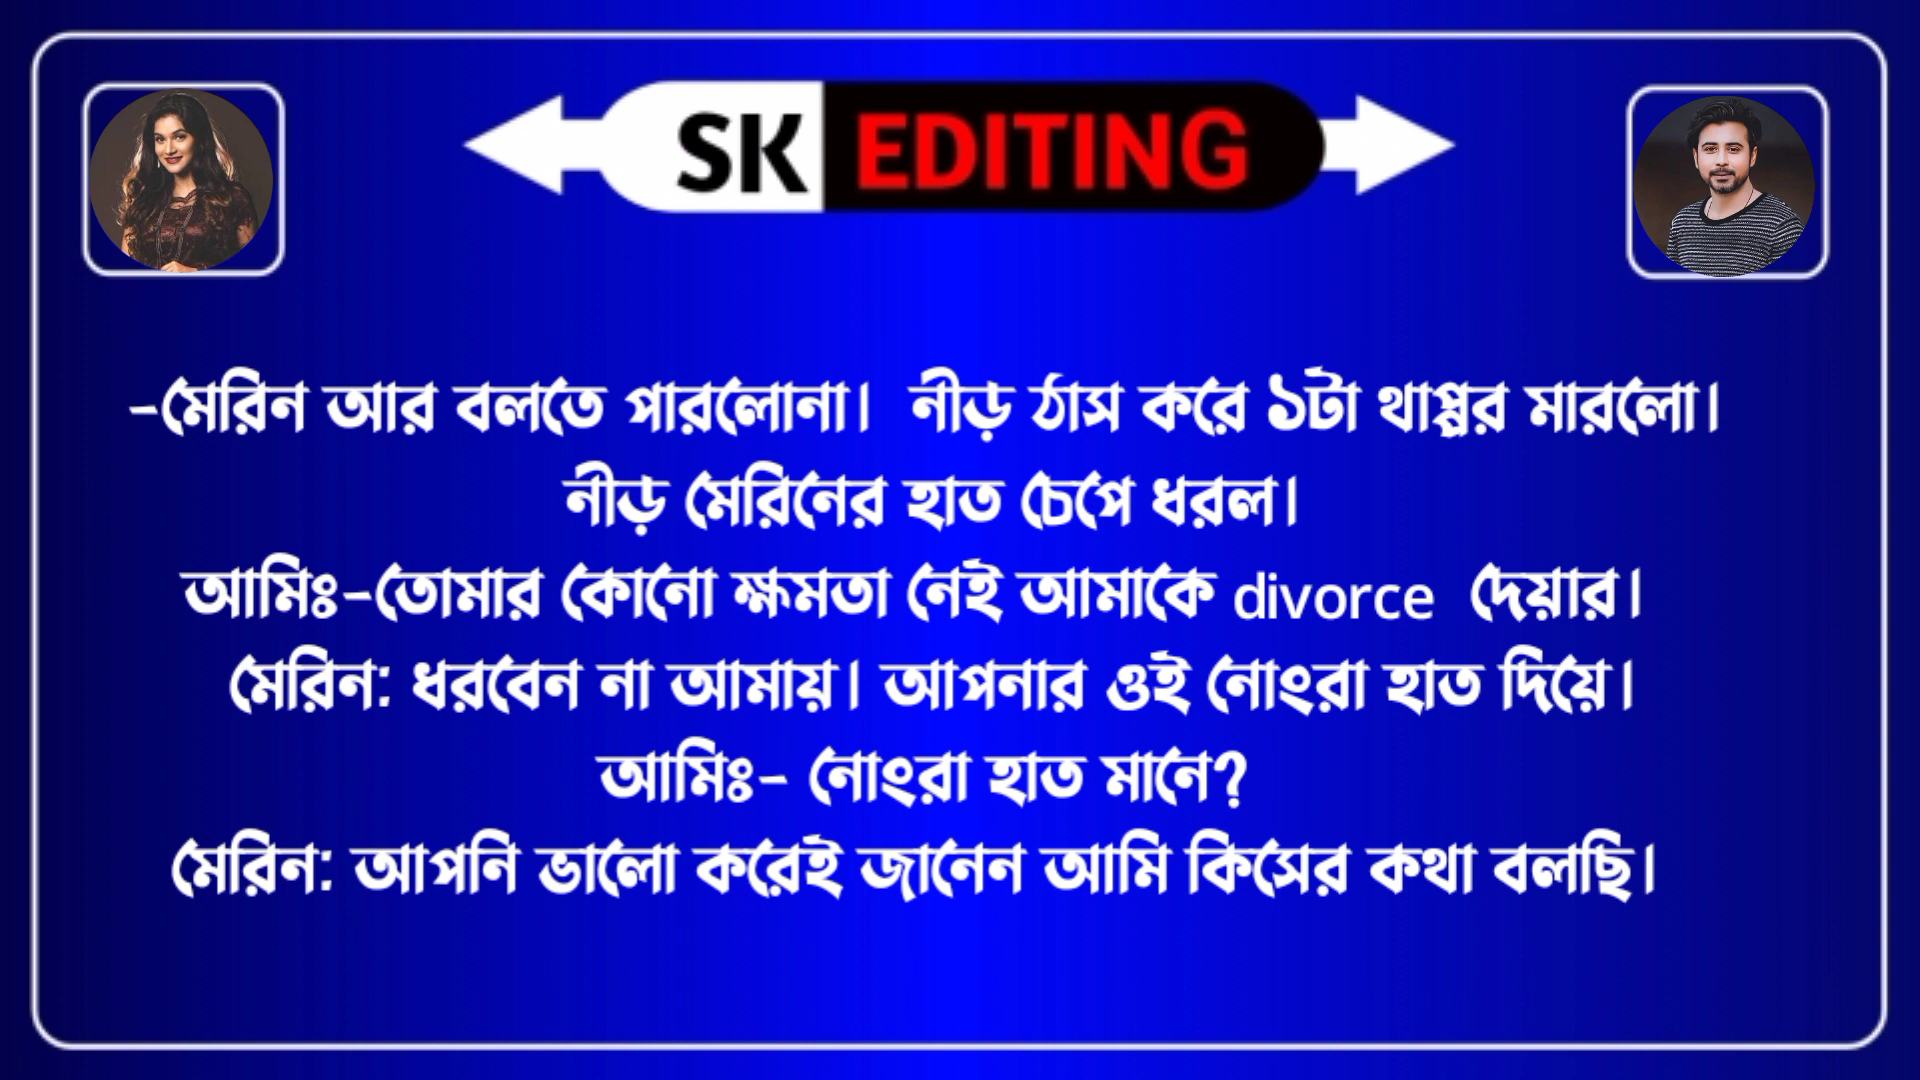 SK EDITING
-মেরিন আর বলতে পারলোনা। নীড় ঠাস করে ১টা থাপ্পর মারলো।
নীড় মেরিনের হাত চেপে ধরল।
আমিঃ-তোমার কোনো ক্ষমতা নেই আমাকে divorce দেয়ার।
মেরিন: ধরবেন না আমায়। আপনার ওই নোংরা হাত দিয়ে।
আমিঃ- নোংরা হাত মানে?
মেরিন: আপনি ভালো করেই জানেন আমি কিসের কথা বলছি।